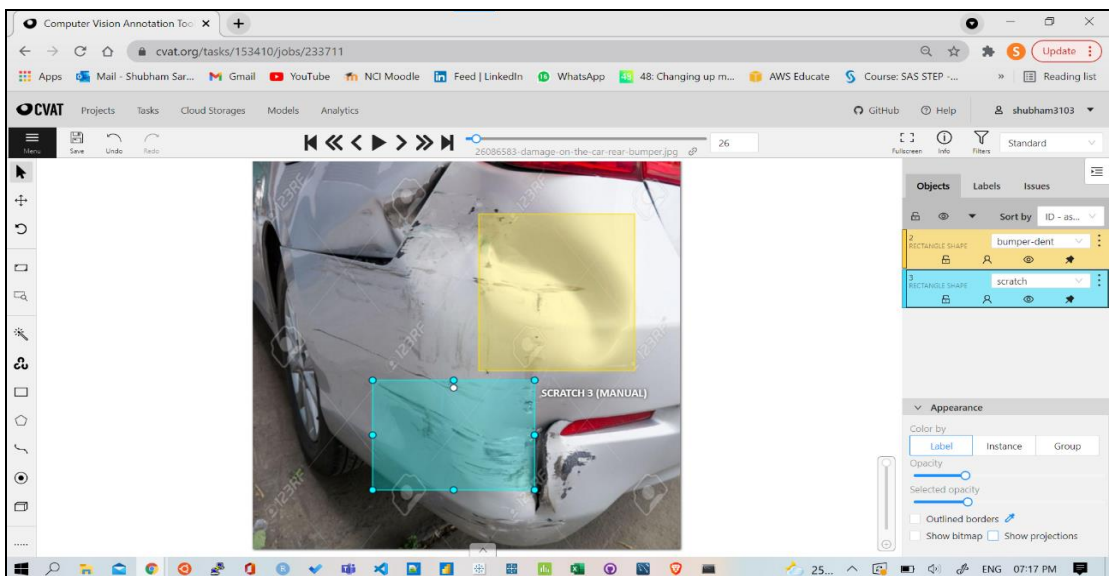 Computer Vision Annotation Too
cvat.org/tasks/153410/jobs/233711
Update
Apps Mail - Shubham Sar... Gmail YouTube NCI Moodle Feed | LinkedIn WhatsApp 48: Changing up m... AWS Educate Course: SAS STEP -... » Reading list
CVAT Projects Tasks Cloud Storages Models Analytics GitHub Help shubham3103
Menu Save Undo Redo 26 Fullscreen Info Filters Standard
26086583-damage-on-the-car-rear-bumper.jpg
Objects Labels Issues
Sort by ID - as...
2 bumper-dent
RECTANGLE SHAPE
3 scratch
RECTANGLE SHAPE
123RF
SCRATCH 3 (MANUAL)
Appearance
Color by
Label Instance Group
Opacity
Selected opacity
Outlined borders
Show bitmap Show projections
25... ENG 07:17 PM